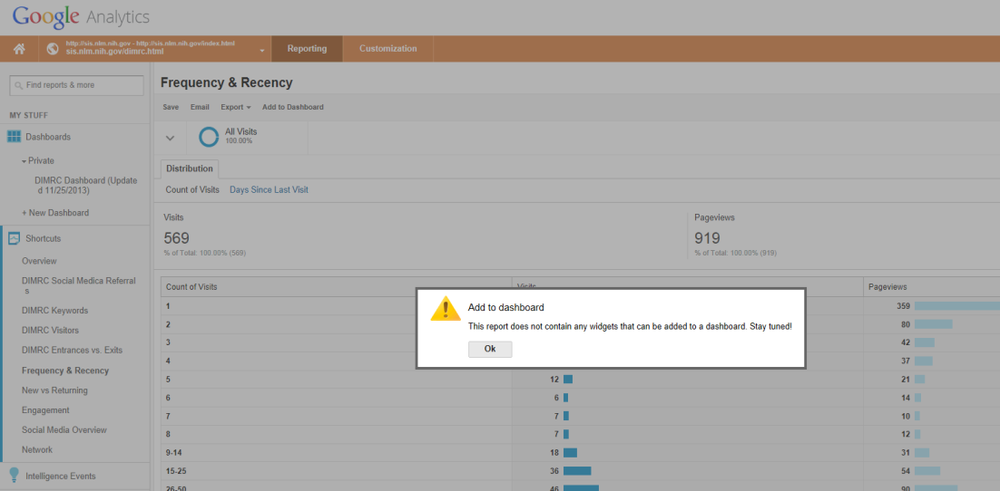 Google Analytics
http://sis.nlm.nih.gov - http://sis.nlm.nih.gov/index.html
sis.nlm.nih.gov/dimrc.html
Reporting
Customization
Find reports & more
MY STUFF
Dashboards
Private
DIMRC Dashboard (Update
d 11/25/2013)
+ New Dashboard
Shortcuts
Overview
DIMRC Social Medica Referral
s
DIMRC Keywords
DIMRC Visitors
DIMRC Entrances vs. Exits
Frequency & Recency
New vs Returning
Engagement
Social Media Overview
Network
Intelligence Events
Frequency & Recency
Save Email Export Add to Dashboard
All Visits
100.00%
Distribution
Count of Visits Days Since Last Visit
Visits
569
% of Total: 100.00% (569)
Pageviews
919
% of Total: 100.00% (919)
Count of Visits Visits Pageviews
1 359
2 80
3 42
4 37
5 12 21
6 6 14
7 7 10
8 7 12
9-14 18 31
15-25 36 54
26-50 46 90
Add to dashboard
This report does not contain any widgets that can be added to a dashboard. Stay tuned!
Ok